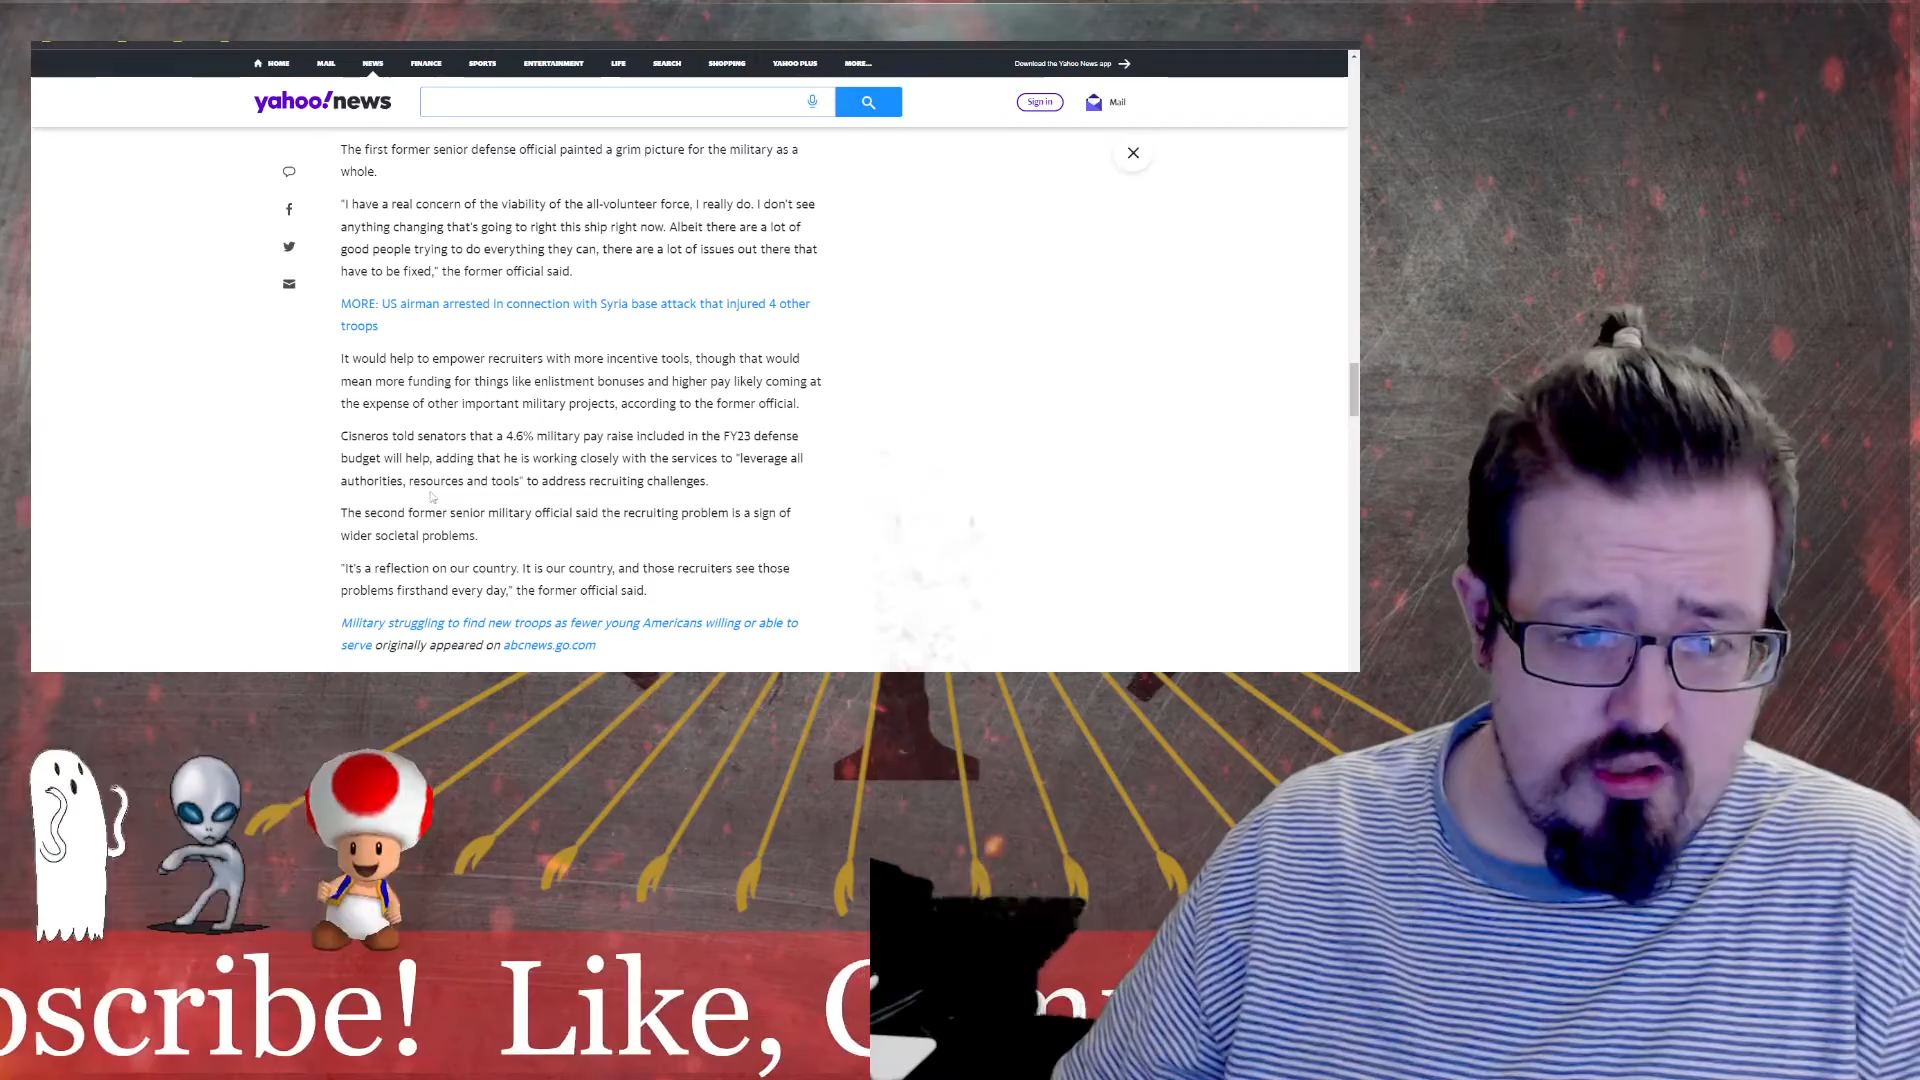 HOME MAIL NEWS FINANCE SPORTS ENTERTAINMENT LIFE SEARCH SHOPPING YAHOO PLUS MORE... Download the Yahoo News app
yahoo!news Sign in Mail
The first former senior defense official painted a grim picture for the military as a
whole.
"I have a real concern of the viability of the all-volunteer force, I really do. I don't see
anything changing that's going to right this ship right now. Albeit there are a lot of
good people trying to do everything they can, there are a lot of issues out there that
have to be fixed," the former official said.
MORE: US airman arrested in connection with Syria base attack that injured 4 other
troops
It would help to empower recruiters with more incentive tools, though that would
mean more funding for things like enlistment bonuses and higher pay likely coming at
the expense of other important military projects, according to the former official.
Cisneros told senators that a 4.6% military pay raise included in the FY23 defense
budget will help, adding that he is working closely with the services to "leverage all
authorities, resources and tools" to address recruiting challenges.
The second former senior military official said the recruiting problem is a sign of
wider societal problems.
"It's a reflection on our country. It is our country, and those recruiters see those
problems firsthand every day," the former official said.
Military struggling to find new troops as fewer young Americans willing or able to
serve originally appeared on abcnews.go.com
bscribe! Like,